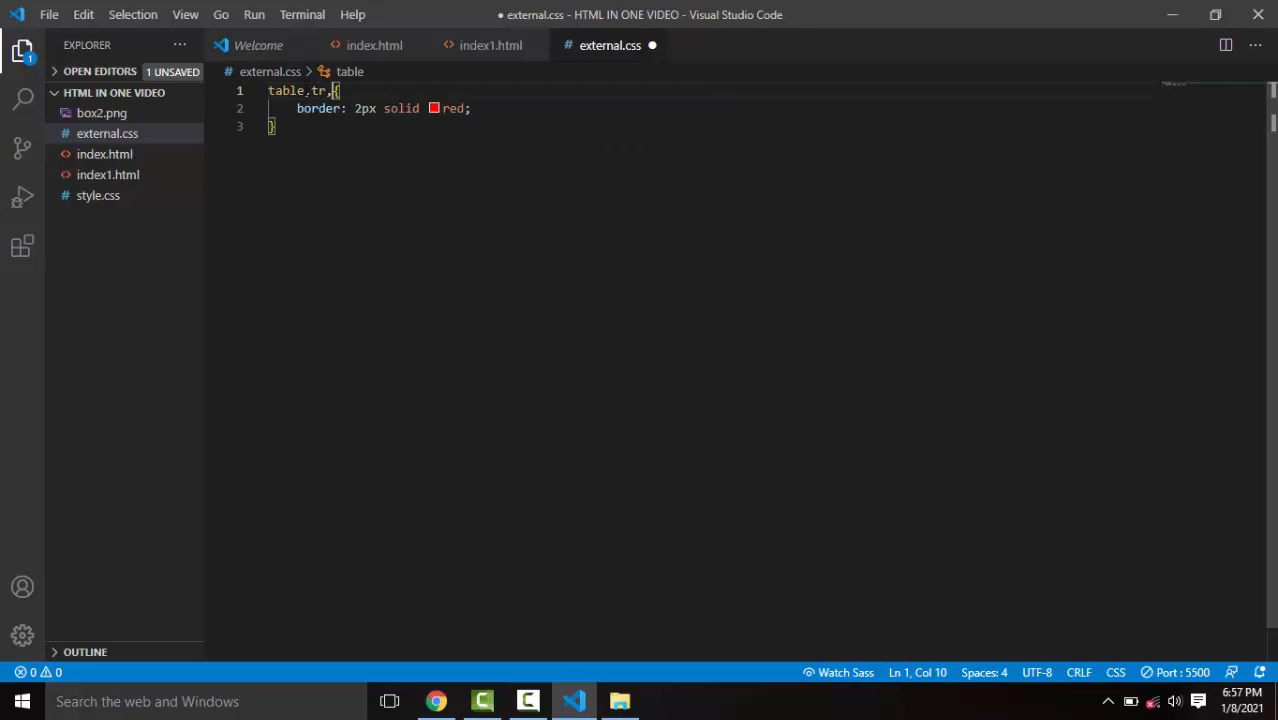 File Edit Selection View Go Run Terminal Help
● external.css - HTML IN ONE VIDEO - Visual Studio Code
EXPLORER ...
Welcome index.html index1.html external.css
OPEN EDITORS 1 UNSAVED
external.css > table
HTML IN ONE VIDEO
box2.png
external.css
index.html
index1.html
style.css
1 table,tr,{
2 border: 2px solid red;
3 }
1
OUTLINE
0 0 Watch Sass Ln 1, Col 10 Spaces: 4 UTF-8 CRLF CSS Port : 5500
Search the web and Windows
6:57 PM
1/8/2021